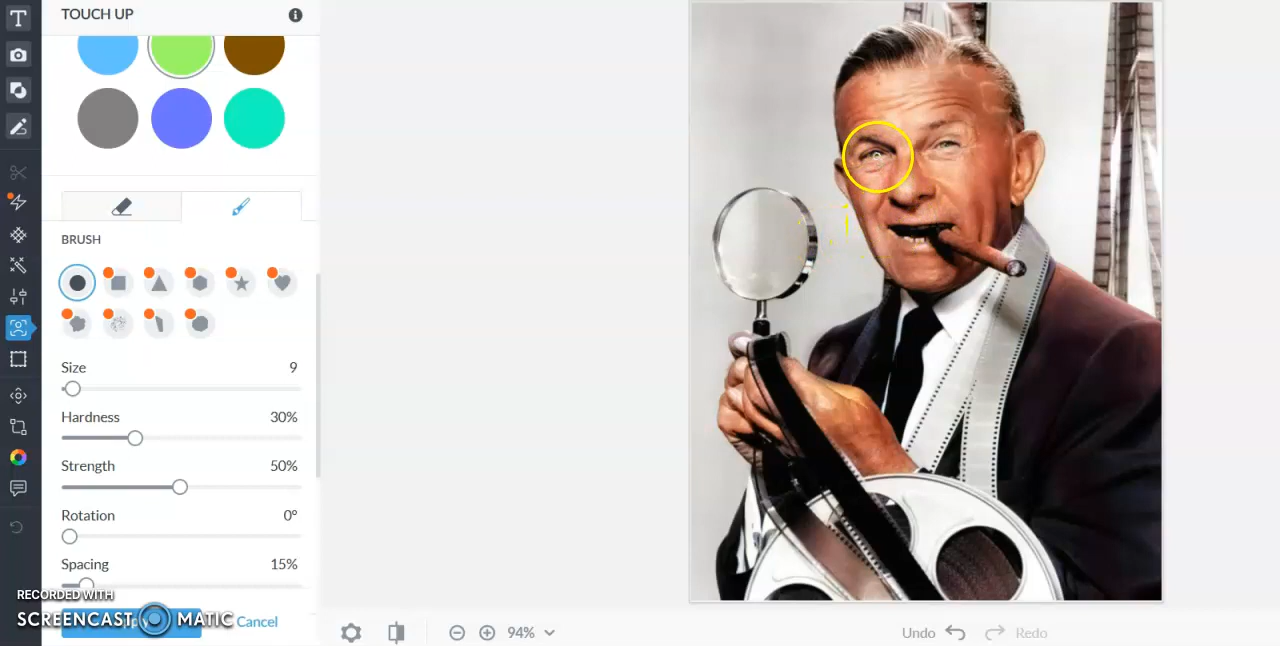 T
TOUCH UP
BRUSH
Size 9
Hardness 30%
Strength 50%
Rotation 0°
Spacing 15%
RECORDED WITH
SCREENCAST MATIC
Cancel
94%
Undo
Redo